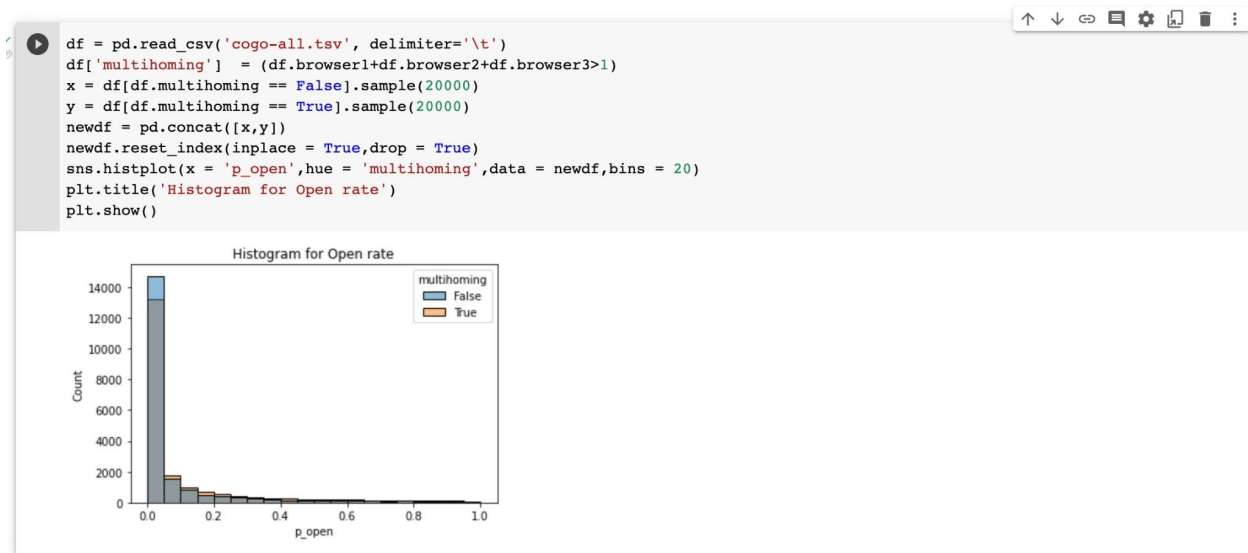 df = pd.read_csv('cogo-all.tsv', delimiter='\t')
df['multihoming']  = (df.browser1+df.browser2+df.browser3>1)
x = df[df.multihoming == False].sample(20000)
y = df[df.multihoming == True].sample(20000)
newdf = pd.concat([x,y])
newdf.reset_index(inplace = True,drop = True)
sns.histplot(x = 'p_open',hue = 'multihoming',data = newdf,bins = 20)
plt.title('Histogram for Open rate')
plt.show()
Histogram for Open rate
multihoming
False
True
14000
12000
10000
8000
6000
4000
2000
0
Count
0.0 0.2 0.4 0.6 0.8 1.0
p_open